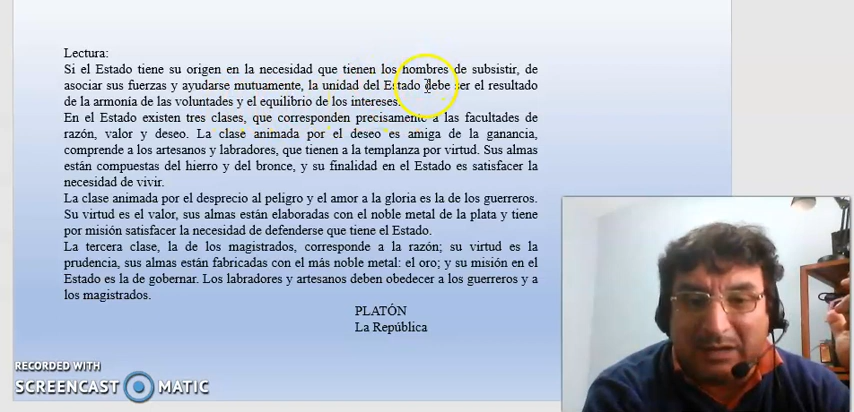 Lectura:
Si el Estado tiene su origen en la necesidad que tienen los hombres de subsistir, de
asociar sus fuerzas y ayudarse mutuamente, la unidad del Estado debe ser el resultado
de la armonía de las voluntades y el equilibrio de los intereses.
En el Estado existen tres clases, que corresponden precisamente a las facultades de
razón, valor y deseo. La clase animada por el deseo es amiga de la ganancia,
comprende a los artesanos y labradores, que tienen a la templanza por virtud. Sus almas
están compuestas del hierro y del bronce, y su finalidad en el Estado es satisfacer la
necesidad de vivir.
La clase animada por el desprecio al peligro y el amor a la gloria es la de los guerreros.
Su virtud es el valor, sus almas están elaboradas con el noble metal de la plata y tiene
por misión satisfacer la necesidad de defenderse que tiene el Estado.
La tercera clase, la de los magistrados, corresponde a la razón; su virtud es la
prudencia, sus almas están fabricadas con el más noble metal: el oro; y su misión en el
Estado es la de gobernar. Los labradores y artesanos deben obedecer a los guerreros y a
los magistrados.
PLATÓN
La República
RECORDED WITH
SCREENCAST MATIC